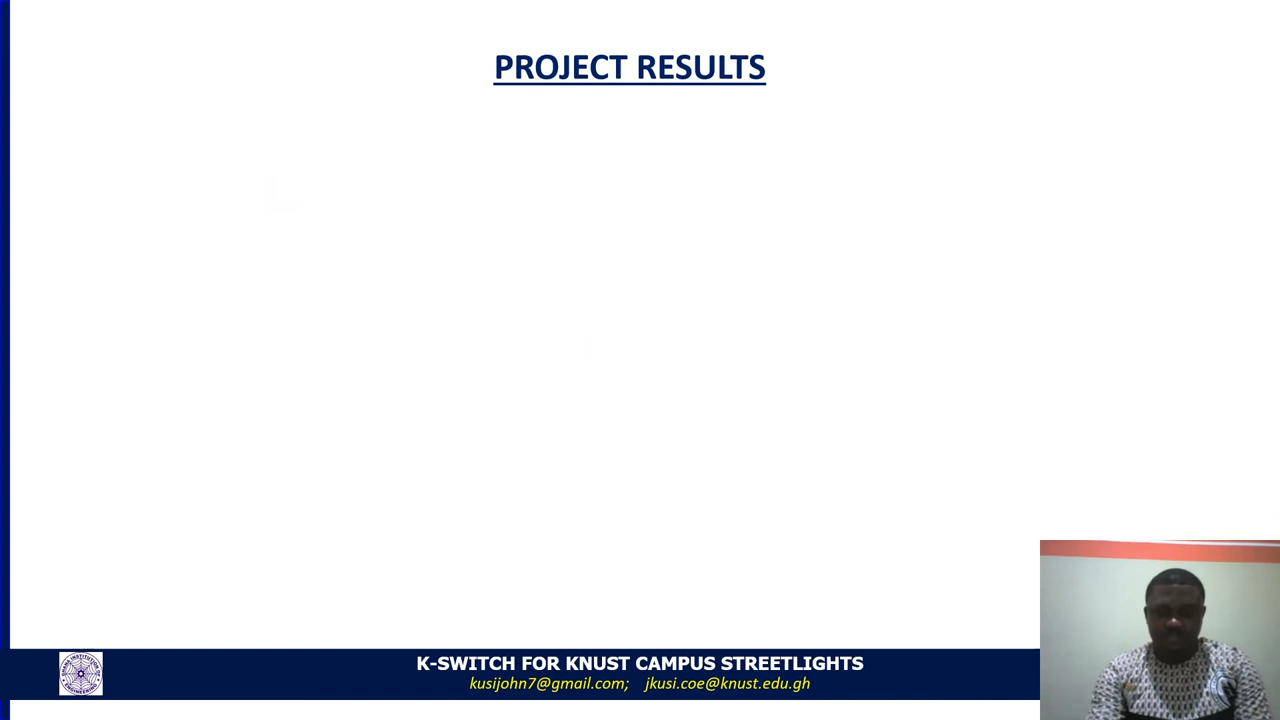 PROJECT RESULTS
K-SWITCH FOR KNUST CAMPUS STREETLIGHTS
kusijohn7@gmail.com; jkusi.coe@knust.edu.gh